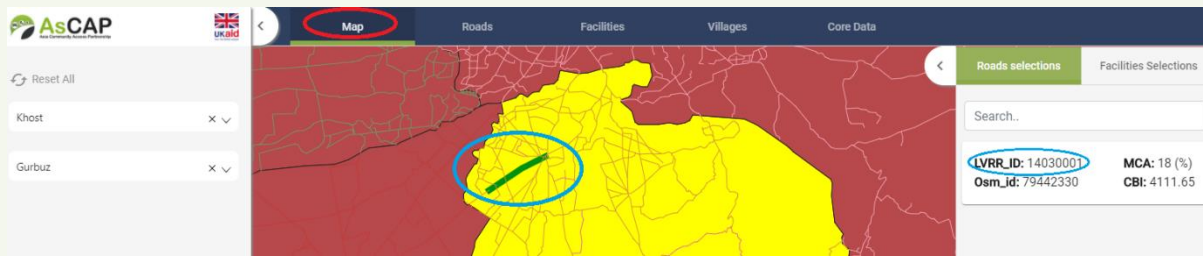 AsCAP
Asia Community Access Partnership
UKaid
Map
Roads
Facilities
Villages
Core Data
Reset All
Khost
Gurbuz
Roads selections
Facilities Selections
Search..
LVRR_ID: 14030001 MCA: 18 (%)
Osm_id: 79442330 CBI: 4111.65